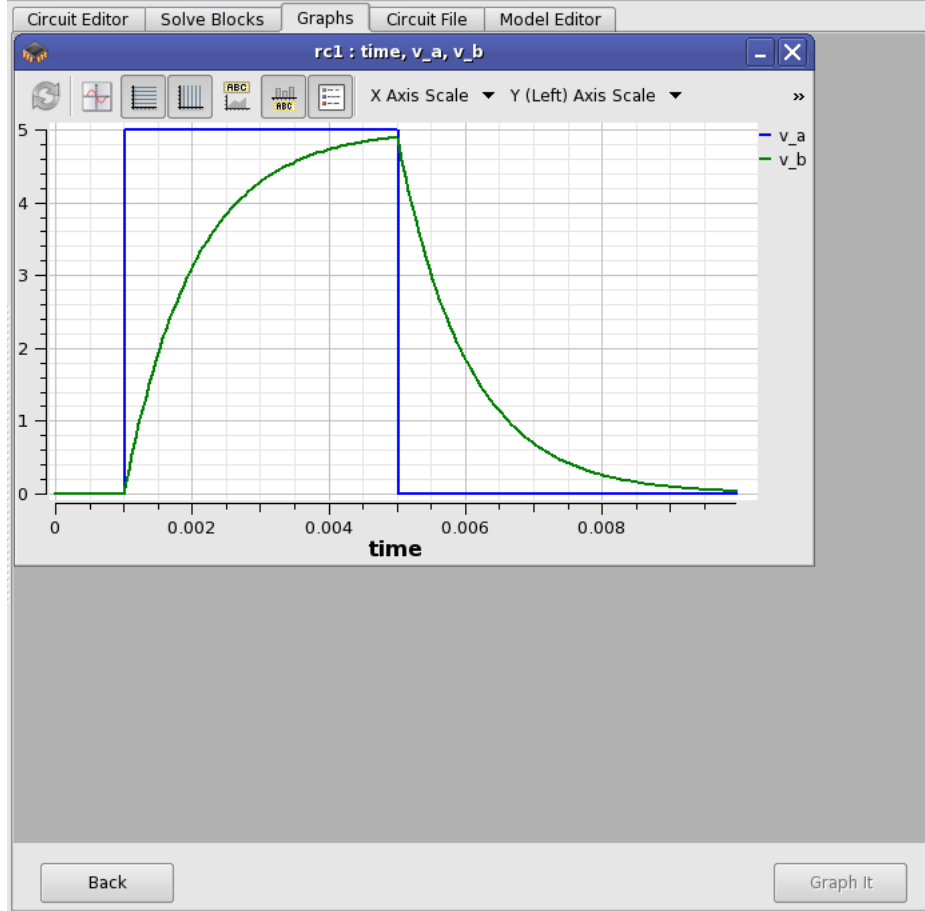 Circuit Editor Solve Blocks Graphs Circuit File Model Editor
rc1 : time, v_a, v_b
ABC ABC X Axis Scale Y (Left) Axis Scale »
v_a
v_b
5
4
3
2
1
0
0 0.002 0.004 0.006 0.008
time
Back Graph It